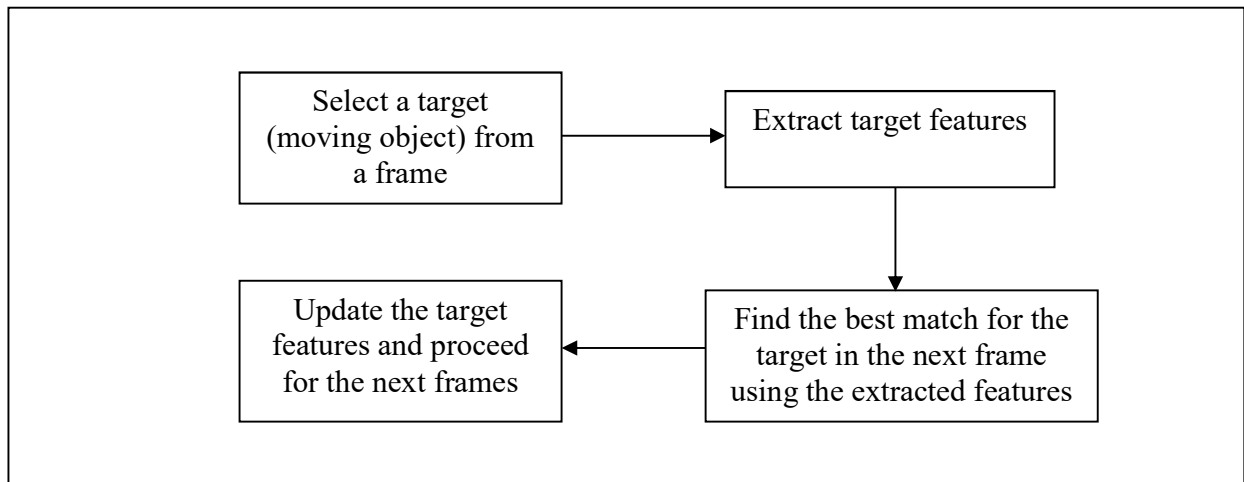 Select a target
(moving object) from
a frame
Extract target features
Find the best match for the
target in the next frame
using the extracted features
Update the target
features and proceed
for the next frames